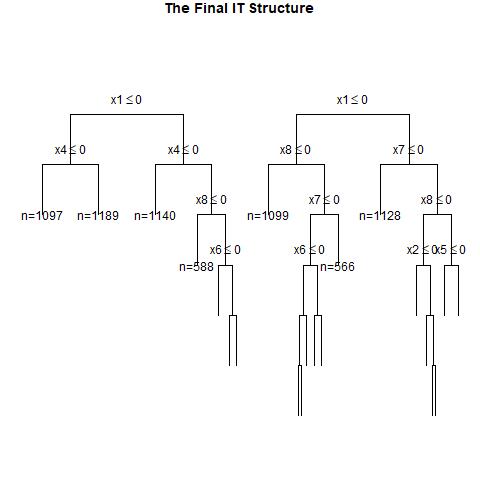 The Final IT Structure
x1 ≤ 0 x1 ≤ 0
x4 ≤ 0 x4 ≤ 0 x8 ≤ 0 x7 ≤ 0
x8 ≤ 0 x7 ≤ 0 x8 ≤ 0
n=1097 n=1189 n=1140 n=1099 n=1128
x6 ≤ 0 x6 ≤ 0 x2 ≤ 0 x5 ≤ 0
n=588 n=566